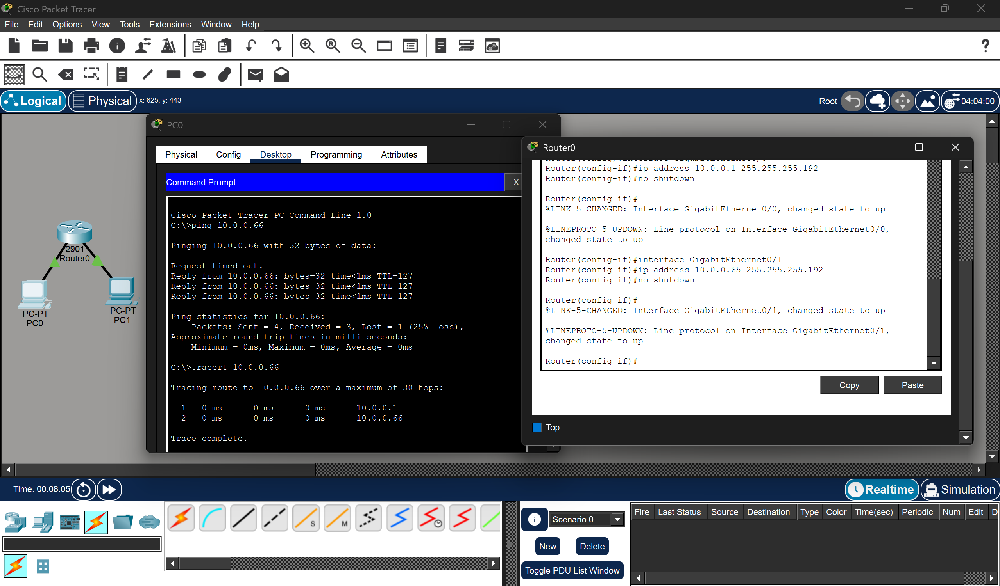 Cisco Packet Tracer
File Edit Options View Tools Extensions Window Help
Logical Physical x: 625, y: 443 Root 04:04:00
2901
Router0
PC-PT
PC0
PC-PT
PC1
PC0
Physical Config Desktop Programming Attributes
Command Prompt X
Cisco Packet Tracer PC Command Line 1.0
C:\>ping 10.0.0.66
Pinging 10.0.0.66 with 32 bytes of data:
Request timed out.
Reply from 10.0.0.66: bytes=32 time<1ms TTL=127
Reply from 10.0.0.66: bytes=32 time<1ms TTL=127
Reply from 10.0.0.66: bytes=32 time<1ms TTL=127
Ping statistics for 10.0.0.66:
Packets: Sent = 4, Received = 3, Lost = 1 (25% loss),
Approximate round trip times in milli-seconds:
Minimum = 0ms, Maximum = 0ms, Average = 0ms
C:\>tracert 10.0.0.66
Tracing route to 10.0.0.66 over a maximum of 30 hops:
1 0 ms 0 ms 0 ms 10.0.0.1
2 0 ms 0 ms 0 ms 10.0.0.66
Trace complete.
Router0
Router(config-if)#ip address 10.0.0.1 255.255.255.192
Router(config-if)#no shutdown
Router(config-if)#
%LINK-5-CHANGED: Interface GigabitEthernet0/0, changed state to up
%LINEPROTO-5-UPDOWN: Line protocol on Interface GigabitEthernet0/0,
changed state to up
Router(config-if)#interface GigabitEthernet0/1
Router(config-if)#ip address 10.0.0.65 255.255.255.192
Router(config-if)#no shutdown
Router(config-if)#
%LINK-5-CHANGED: Interface GigabitEthernet0/1, changed state to up
%LINEPROTO-5-UPDOWN: Line protocol on Interface GigabitEthernet0/1,
changed state to up
Router(config-if)#
Copy Paste
Top
Time: 00:08:05 Realtime Simulation
S M
Scenario 0
New Delete
Toggle PDU List Window
Fire Last Status Source Destination Type Color Time(sec) Periodic Num Edit D